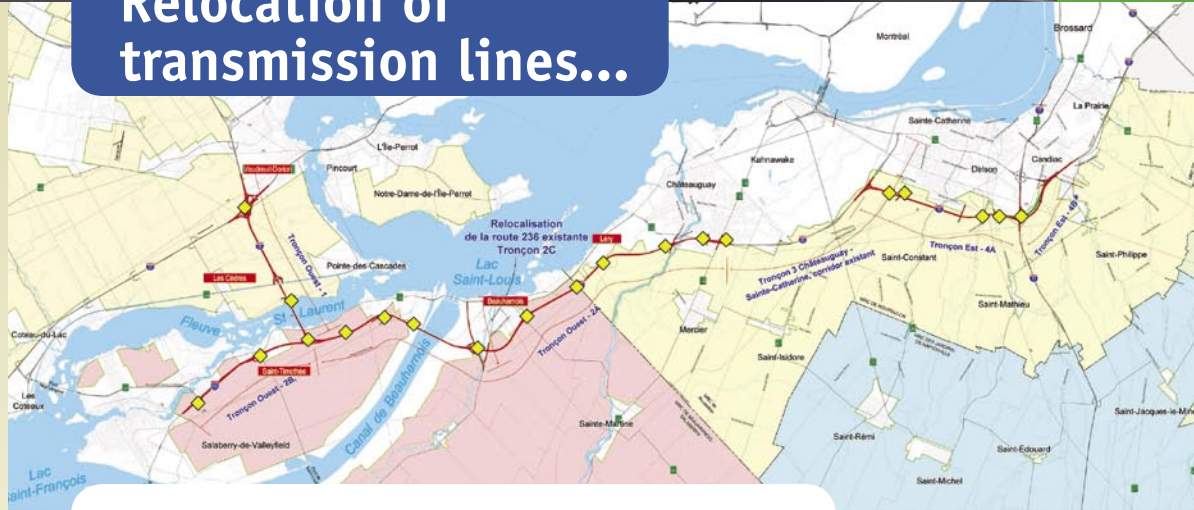 Relocation of
transmission lines...
Montréal
Brossard
La Prairie
Sainte-Catherine
L'Île-Perrot
Vaudreuil-Dorion
Pincourt
Kahnawake
Delson
Candiac
Notre-Dame-de-l'Île-Perrot
Châteauguay
Relocalisation
de la route 236 existante
Tronçon 2C
Léry
Tronçon Ouest - 1
Tronçon Est - 4B
Tronçon Est - 4A
Saint-Constant
Saint-Philippe
Lac
Saint-Louis
Pointe-des-Cascades
Les Cèdres
Tronçon 3 Châteauguay -
Sainte-Catherine, corridor existant
Beauharnois
Saint-Mathieu
Fleuve
St - Laurent
Coteau-du-Lac
Mercier
Tronçon Ouest - 2A
Saint-Isidore
Saint-Timothée
Tronçon Ouest - 2B
Canal de Beauharnois
Les
Coteaux
Saint-Jacques-le-Min
Sainte-Martine
Salaberry-de-Valleyfield
Saint-Rémi
Saint-Édouard
Lac
aint-François
Saint-Michel